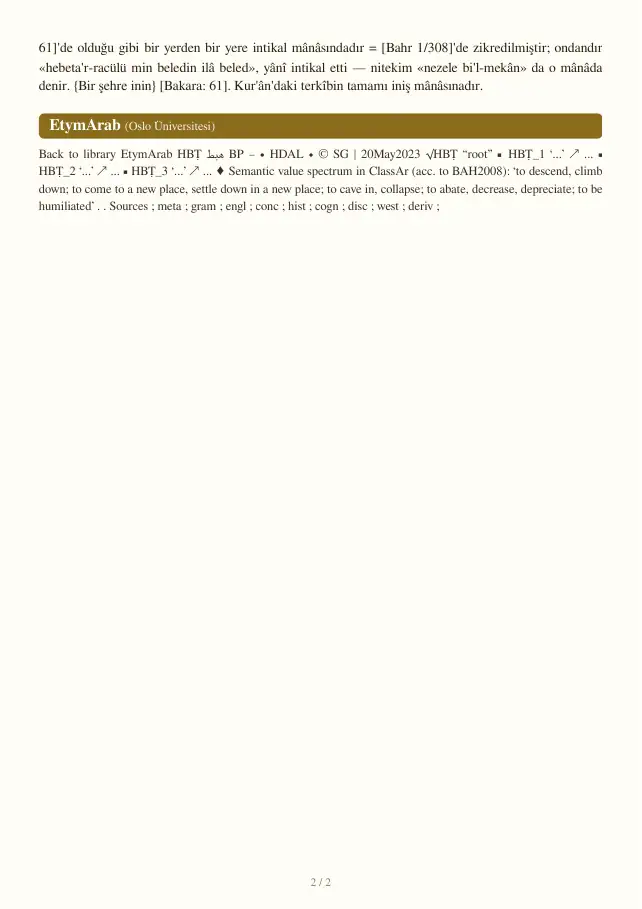 61]'de olduğu gibi bir yerden bir yere intikal mânâsındadır = [Bahr 1/308]'de zikredilmiştir; ondandır
«hebeta'r-racülü min beledin ilâ beled», yânî intikal etti — nitekim «nezele bi'l-mekân» da o mânâda
denir. {Bir şehre inin} [Bakara: 61]. Kur'ân'daki terkîbin tamamı iniş mânâsınadır.
EtymArab (Oslo Üniversitesi)
Back to library EtymArab HBṬ هبط BP – • HDAL • © SG | 20May2023 √HBṬ “root” ▪ HBṬ_1 ‘...’ ↗ ... ▪
HBṬ_2 ‘...’ ↗ ... ▪ HBṬ_3 ‘...’ ↗ ... ♦ Semantic value spectrum in ClassAr (acc. to BAH2008): ‘to descend, climb
down; to come to a new place, settle down in a new place; to cave in, collapse; to abate, decrease, depreciate; to be
humiliated’ . . Sources ; meta ; gram ; engl ; conc ; hist ; cogn ; disc ; west ; deriv ;
2 / 2